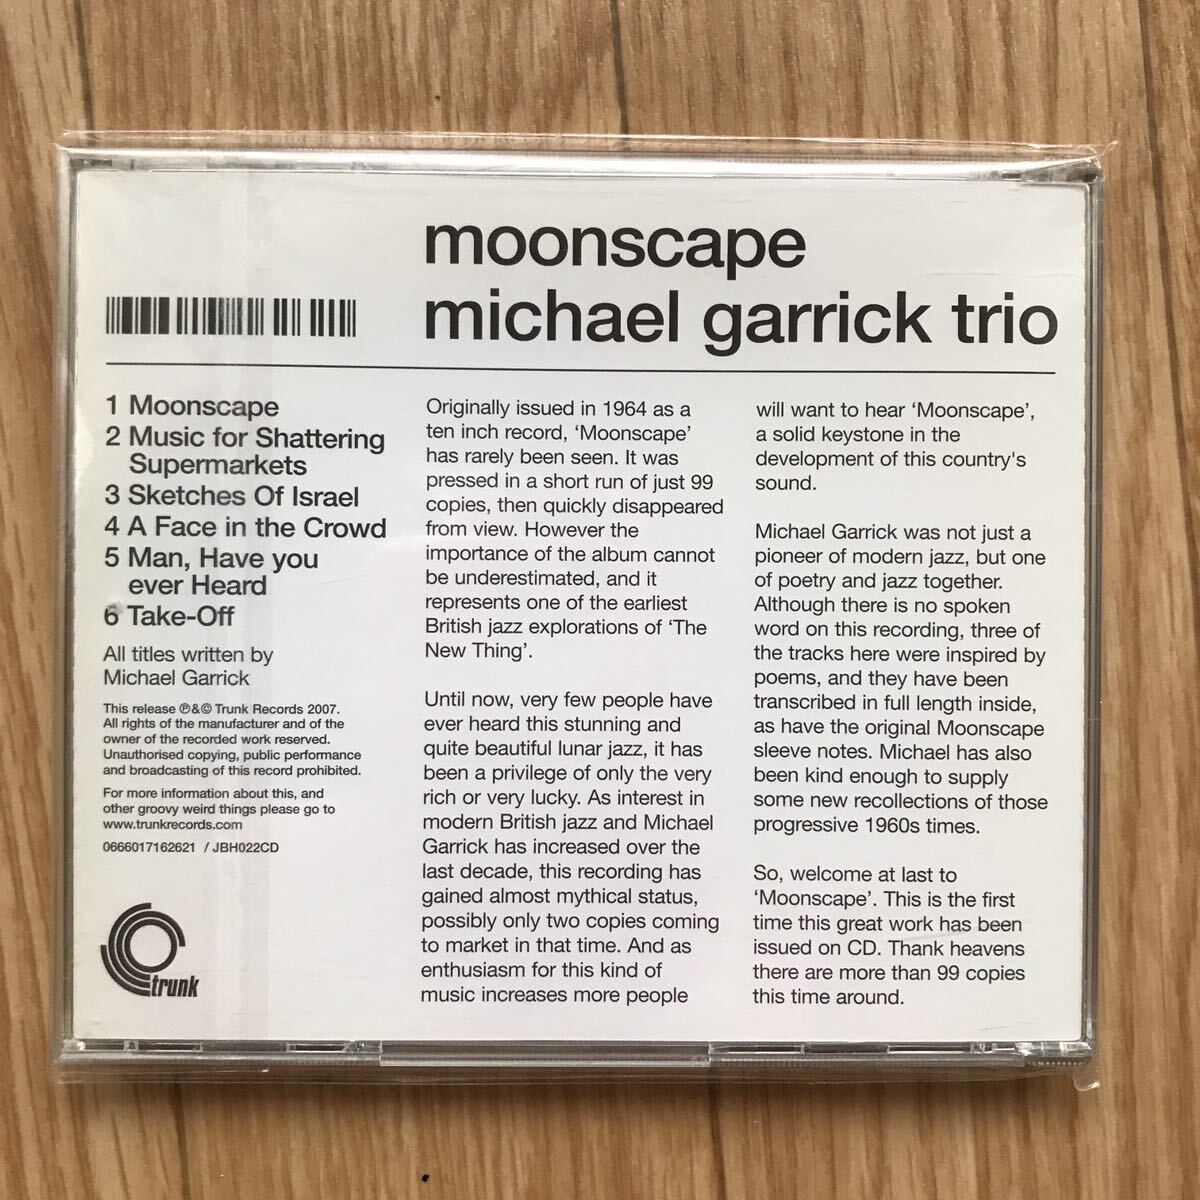 moonscape
michael garrick trio
1 Moonscape
2 Music for Shattering
Supermarkets
3 Sketches Of Israel
4 A Face in the Crowd
5 Man, Have you
ever Heard
6 Take-Off
All titles written by
Michael Garrick
This release ℗&© Trunk Records 2007.
All rights of the manufacturer and of the
owner of the recorded work reserved.
Unauthorised copying, public performance
and broadcasting of this record prohibited.
For more information about this, and
other groovy weird things please go to
www.trunkrecords.com
0666017162621 / JBH022CD
trunk
Originally issued in 1964 as a
ten inch record, ‘Moonscape’
has rarely been seen. It was
pressed in a short run of just 99
copies, then quickly disappeared
from view. However the
importance of the album cannot
be underestimated, and it
represents one of the earliest
British jazz explorations of ‘The
New Thing’.
Until now, very few people have
ever heard this stunning and
quite beautiful lunar jazz, it has
been a privilege of only the very
rich or very lucky. As interest in
modern British jazz and Michael
Garrick has increased over the
last decade, this recording has
gained almost mythical status,
possibly only two copies coming
to market in that time. And as
enthusiasm for this kind of
music increases more people
will want to hear ‘Moonscape’,
a solid keystone in the
development of this country's
sound.
Michael Garrick was not just a
pioneer of modern jazz, but one
of poetry and jazz together.
Although there is no spoken
word on this recording, three of
the tracks here were inspired by
poems, and they have been
transcribed in full length inside,
as have the original Moonscape
sleeve notes. Michael has also
been kind enough to supply
some new recollections of those
progressive 1960s times.
So, welcome at last to
‘Moonscape’. This is the first
time this great work has been
issued on CD. Thank heavens
there are more than 99 copies
this time around.